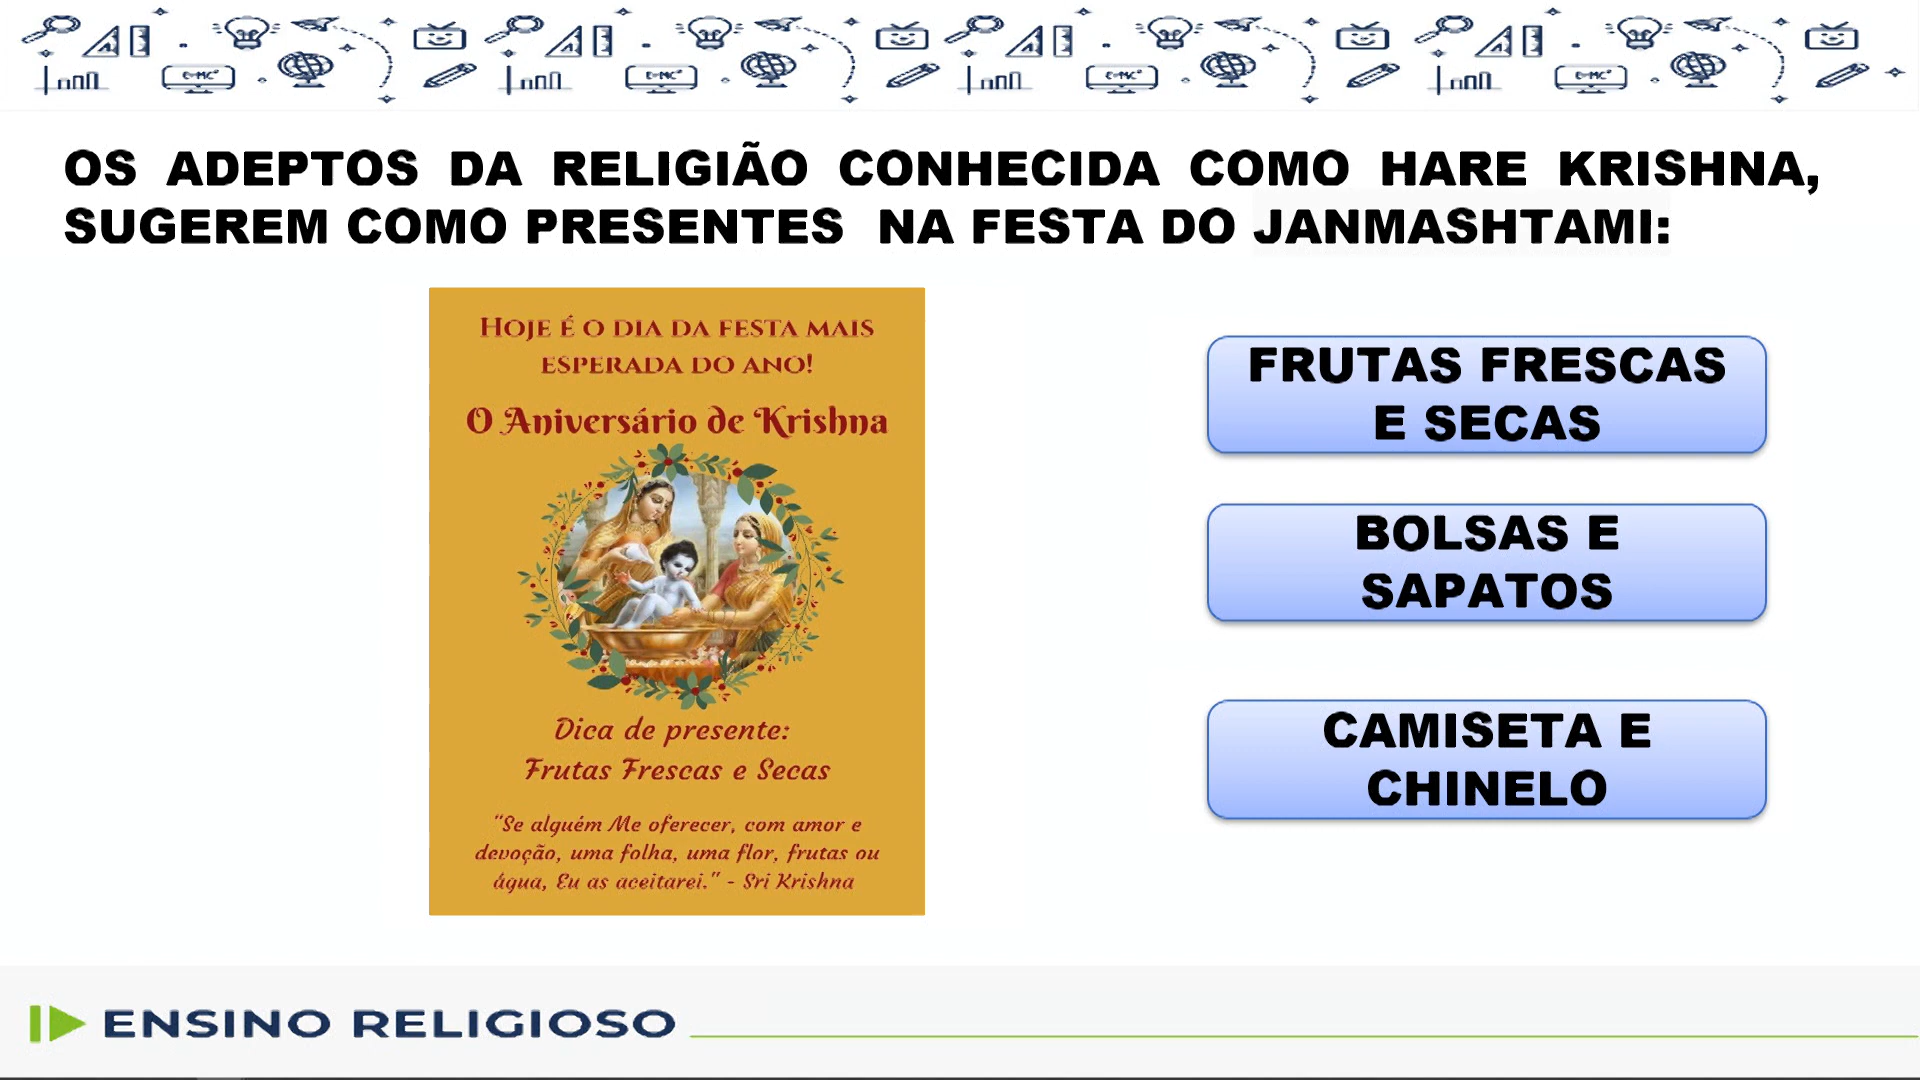 OS ADEPTOS DA RELIGIÃO CONHECIDA COMO HARE KRISHNA,
SUGEREM COMO PRESENTES NA FESTA DO JANMASHTAMI:
HOJE É O DIA DA FESTA MAIS
ESPERADA DO ANO!
O Aniversário de Krishna
Dica de presente:
Frutas Frescas e Secas
"Se alguém Me oferecer, com amor e
devoção, uma folha, uma flor, frutas ou
água, Eu as aceitarei." - Sri Krishna
FRUTAS FRESCAS
E SECAS
BOLSAS E
SAPATOS
CAMISETA E
CHINELO
ENSINO RELIGIOSO